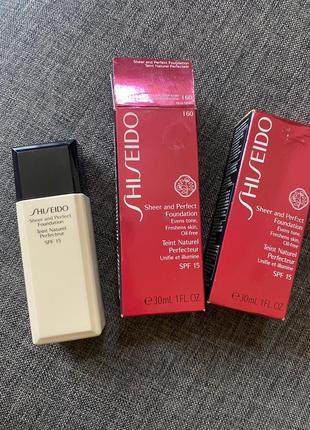 SHISEIDO
Sheer and Perfect
Foundation
Teint Naturel
Perfecteur
SPF 15
Sheer and Perfect Foundation
Teint Naturel Perfecteur
160
160
SHISEIDO
Sheer and Perfect
Foundation
Evens tone,
Freshens skin,
Oil-free
Teint Naturel
Perfecteur
Unifie et illumine
SPF 15
e 30mL 1FL.OZ.
SHISEIDO
Sheer and Perfect
Foundation
Evens tone,
Freshens skin,
Oil-free
Teint Naturel
Perfecteur
Unifie et illumine
SPF 15
e 30mL 1FL.OZ.